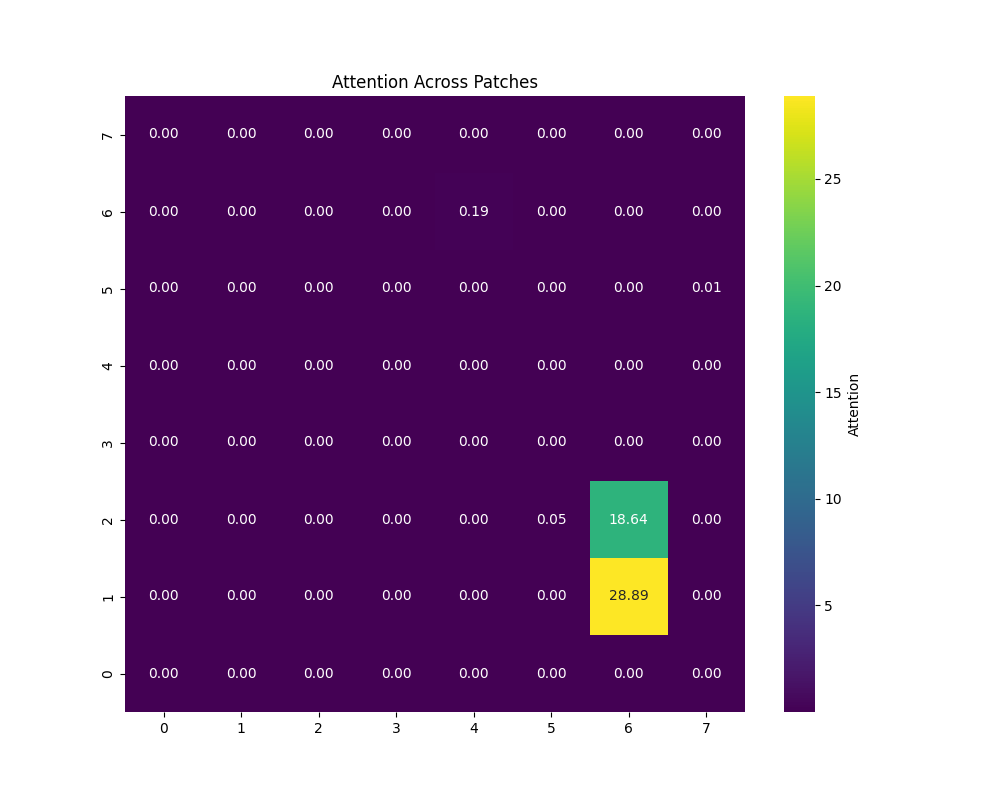 Attention Across Patches
7 0.00 0.00 0.00 0.00 0.00 0.00 0.00 0.00
6 0.00 0.00 0.00 0.00 0.19 0.00 0.00 0.00
5 0.00 0.00 0.00 0.00 0.00 0.00 0.00 0.01
4 0.00 0.00 0.00 0.00 0.00 0.00 0.00 0.00
3 0.00 0.00 0.00 0.00 0.00 0.00 0.00 0.00
2 0.00 0.00 0.00 0.00 0.00 0.05 18.64 0.00
1 0.00 0.00 0.00 0.00 0.00 0.00 28.89 0.00
0 0.00 0.00 0.00 0.00 0.00 0.00 0.00 0.00
0 1 2 3 4 5 6 7
25
20
15
10
5
Attention